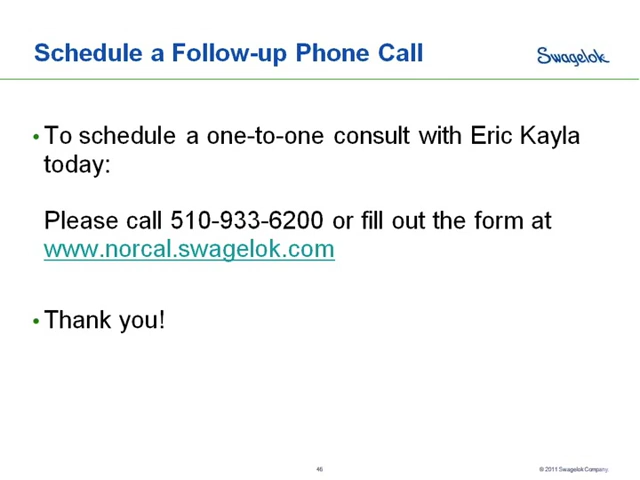 Schedule a Follow-up Phone Call
Swagelok
• To schedule a one-to-one consult with Eric Kayla
today:
Please call 510-933-6200 or fill out the form at
www.norcal.swagelok.com
• Thank you!
46
© 2011 Swagelok Company.